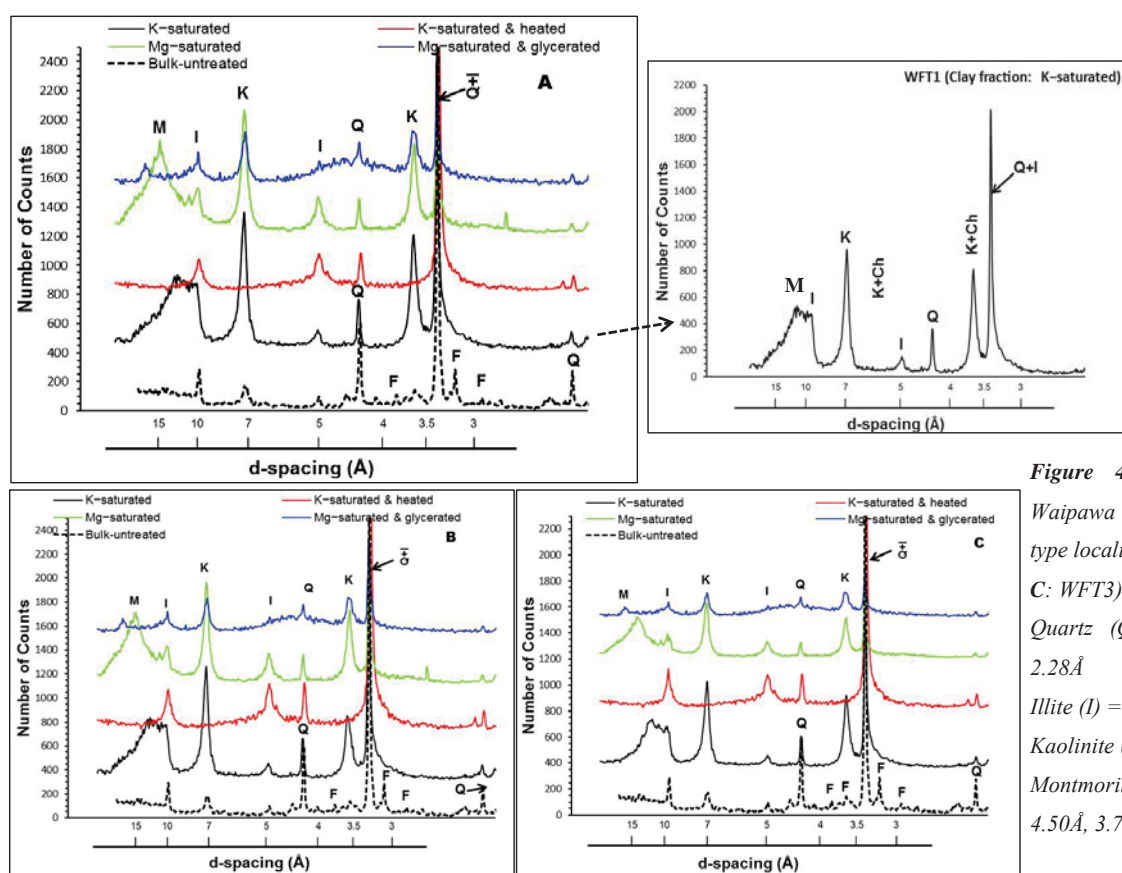 K-saturated
K-saturated & heated
Mg-saturated
Mg-saturated & glycerated
Bulk-untreated
A
Number of Counts
2400
2200
2000
1800
1600
1400
1200
1000
800
600
400
200
0
M
I
K
I
Q
K
Q+I
Q
F
F
F
Q
15 10 7 5 4 3.5 3
d-spacing (Å)
WFT1 (Clay fraction: K-saturated)
Number of Counts
2200
2000
1800
1600
1400
1200
1000
800
600
400
200
0
M
I
K
K+Ch
I
Q
K+Ch
Q+I
15 10 7 5 4 3.5 3
d-spacing (Å)
K-saturated
K-saturated & heated
Mg-saturated
Mg-saturated & glycerated
Bulk-untreated
B
Number of Counts
2400
2200
2000
1800
1600
1400
1200
1000
800
600
400
200
0
M
I
K
I
Q
K
Q+I
Q
F
F
F
Q
15 10 7 5 4 3.5 3
d-spacing (Å)
K-saturated
K-saturated & heated
Mg-saturated
Mg-saturated & glycerated
Bulk-untreated
C
Number of Counts
2200
2000
1800
1600
1400
1200
1000
800
600
400
200
0
M
I
K
I
Q
K
Q+I
Q
F
F
F
F
Q
15 10 7 5 4 3.5 3
d-spacing (Å)
Figure 4
Waipawa
type locali
C: WFT3)
Quartz (Q
2.28Å
Illite (I) =
Kaolinite (
Montmori
4.50Å, 3.7